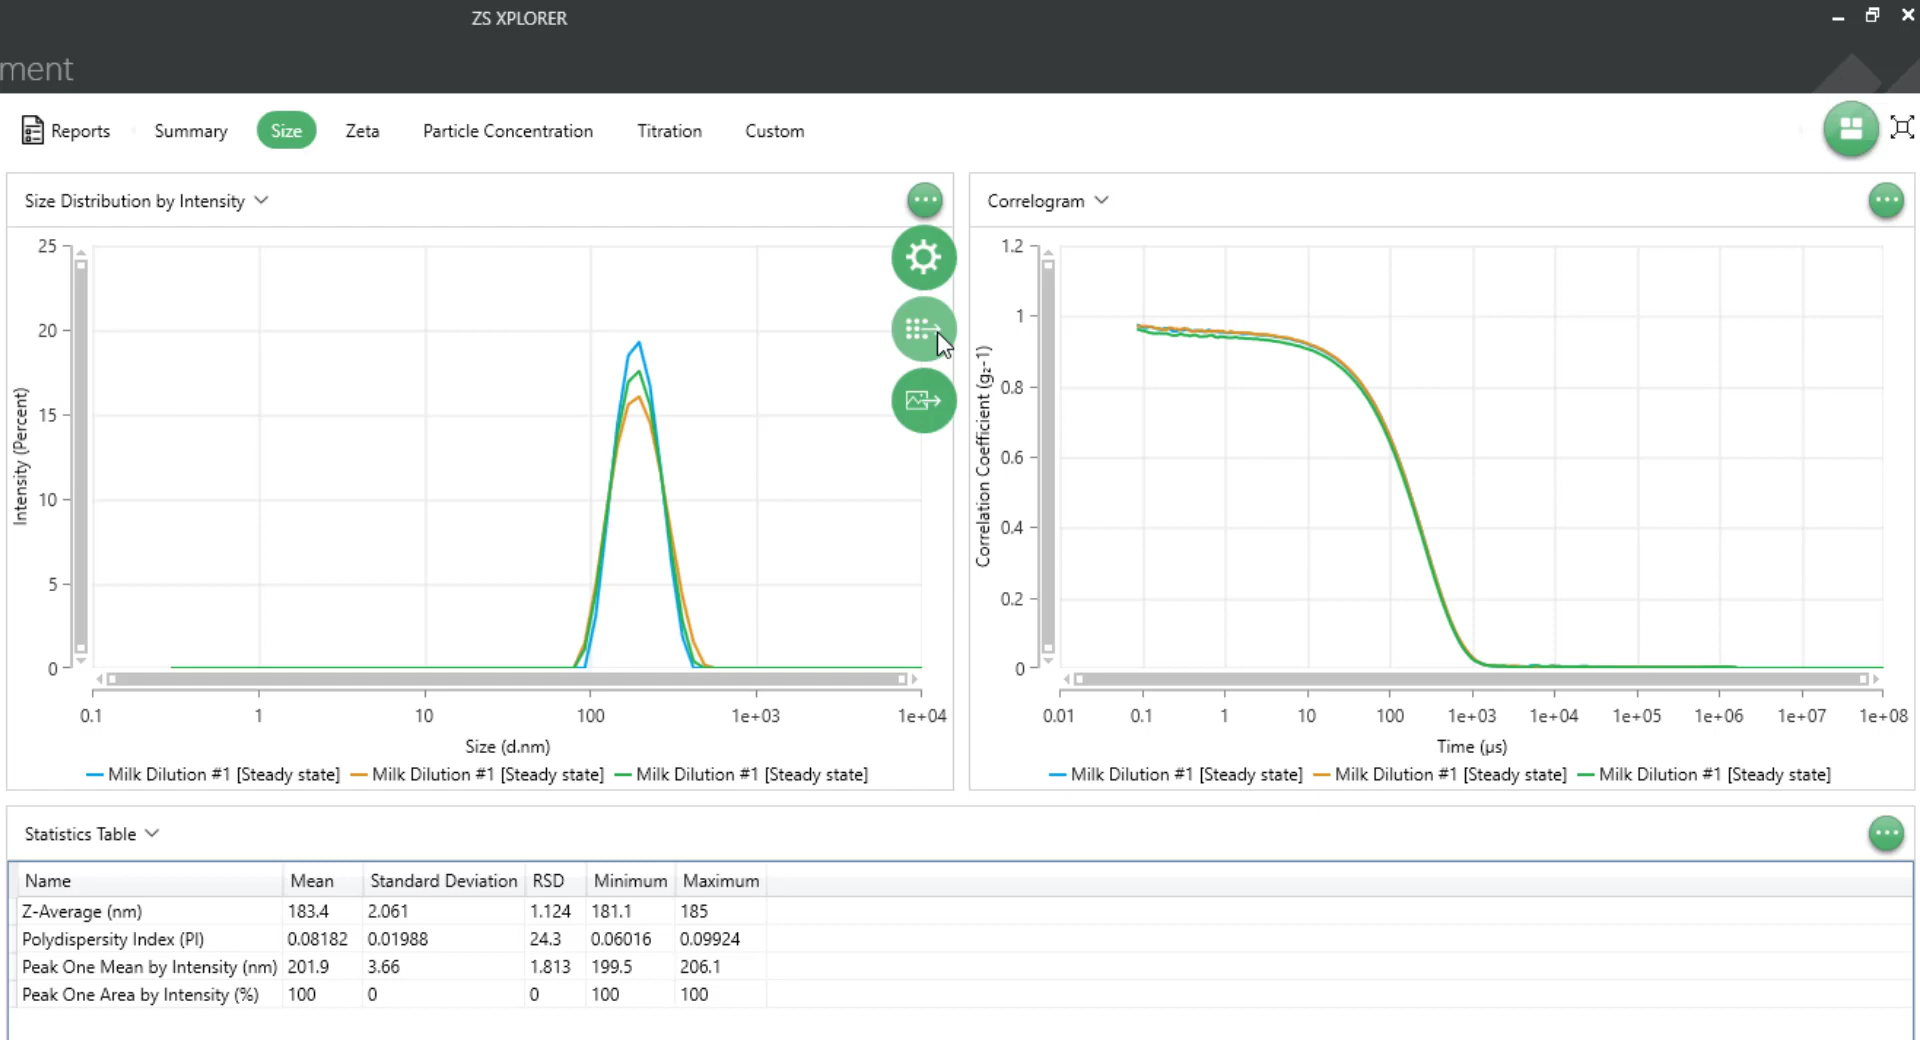 ZS XPLORER
ment
Reports Summary Size Zeta Particle Concentration Titration Custom
Size Distribution by Intensity
25
20
15
10
5
0
Intensity (Percent)
0.1 1 10 100 1e+03 1e+04
Size (d.nm)
Milk Dilution #1 [Steady state] Milk Dilution #1 [Steady state] Milk Dilution #1 [Steady state]
Correlogram
1.2
1
0.8
0.6
0.4
0.2
0
Correlation Coefficient (g₂-1)
0.01 0.1 1 10 100 1e+03 1e+04 1e+05 1e+06 1e+07 1e+08
Time (µs)
Milk Dilution #1 [Steady state] Milk Dilution #1 [Steady state] Milk Dilution #1 [Steady state]
Statistics Table
Name Mean Standard Deviation RSD Minimum Maximum
Z-Average (nm) 183.4 2.061 1.124 181.1 185
Polydispersity Index (PI) 0.08182 0.01988 24.3 0.06016 0.09924
Peak One Mean by Intensity (nm) 201.9 3.66 1.813 199.5 206.1
Peak One Area by Intensity (%) 100 0 0 100 100